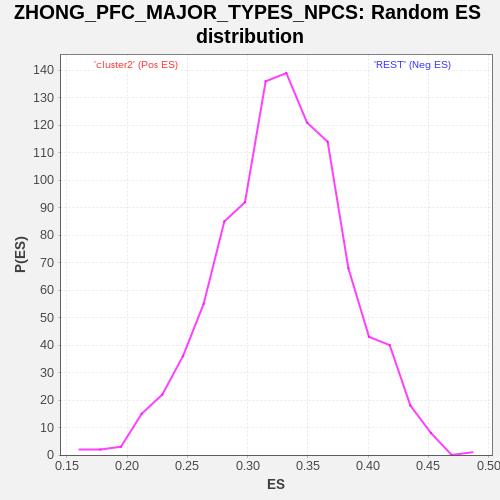 ZHONG_PFC_MAJOR_TYPES_NPCS: Random ES
distribution
'cluster2' (Pos ES)
'REST' (Neg ES)
140
130
120
110
100
90
80
70
60
50
40
30
20
10
0
P(ES)
0.15 0.20 0.25 0.30 0.35 0.40 0.45 0.50
ES